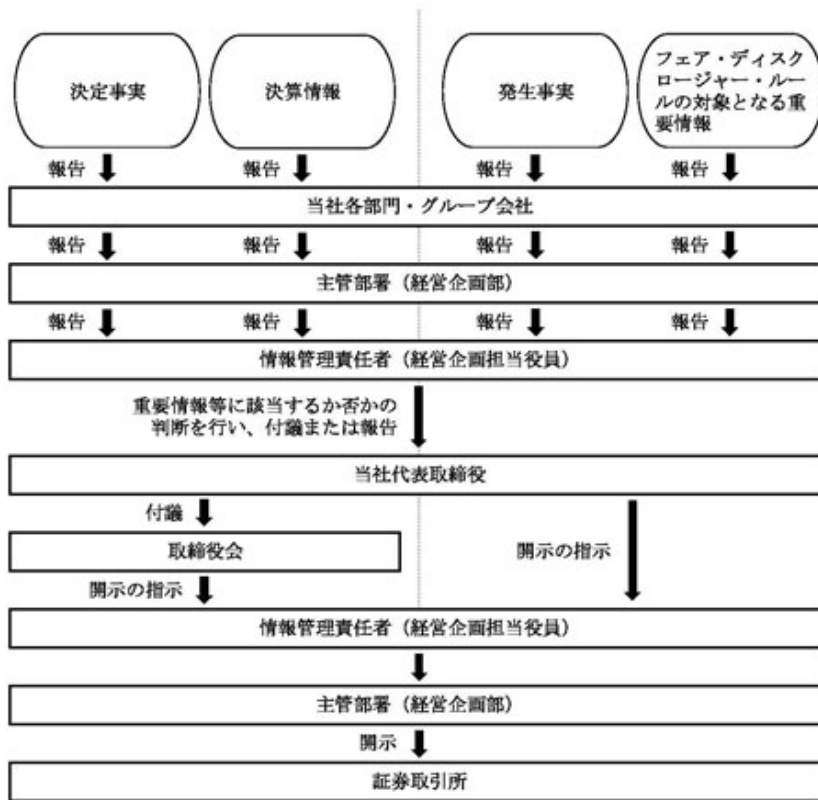 決定事実
決算情報
発生事実
フェア・ディスク
ロージャー・ルー
ルの対象となる重
要情報
報告
報告
報告
報告
当社各部門・グループ会社
報告
報告
報告
報告
主管部署（経営企画部）
報告
報告
報告
報告
情報管理責任者（経営企画担当役員）
重要情報等に該当するか否かの
判断を行い、付議または報告
当社代表取締役
付議
取締役会
開示の指示
開示の指示
情報管理責任者（経営企画担当役員）
主管部署（経営企画部）
開示
証券取引所